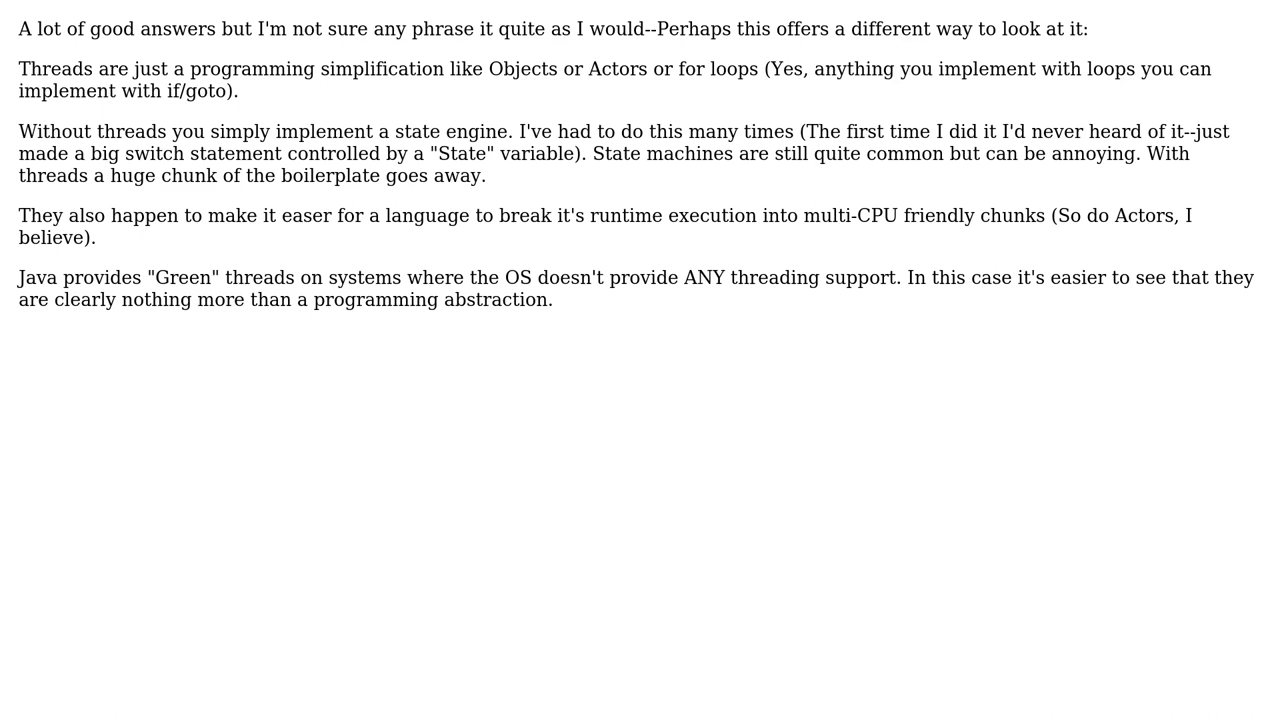 A lot of good answers but I'm not sure any phrase it quite as I would--Perhaps this offers a different way to look at it:
Threads are just a programming simplification like Objects or Actors or for loops (Yes, anything you implement with loops you can
implement with if/goto).
Without threads you simply implement a state engine. I've had to do this many times (The first time I did it I'd never heard of it--just
made a big switch statement controlled by a "State" variable). State machines are still quite common but can be annoying. With
threads a huge chunk of the boilerplate goes away.
They also happen to make it easer for a language to break it's runtime execution into multi-CPU friendly chunks (So do Actors, I
believe).
Java provides "Green" threads on systems where the OS doesn't provide ANY threading support. In this case it's easier to see that they
are clearly nothing more than a programming abstraction.